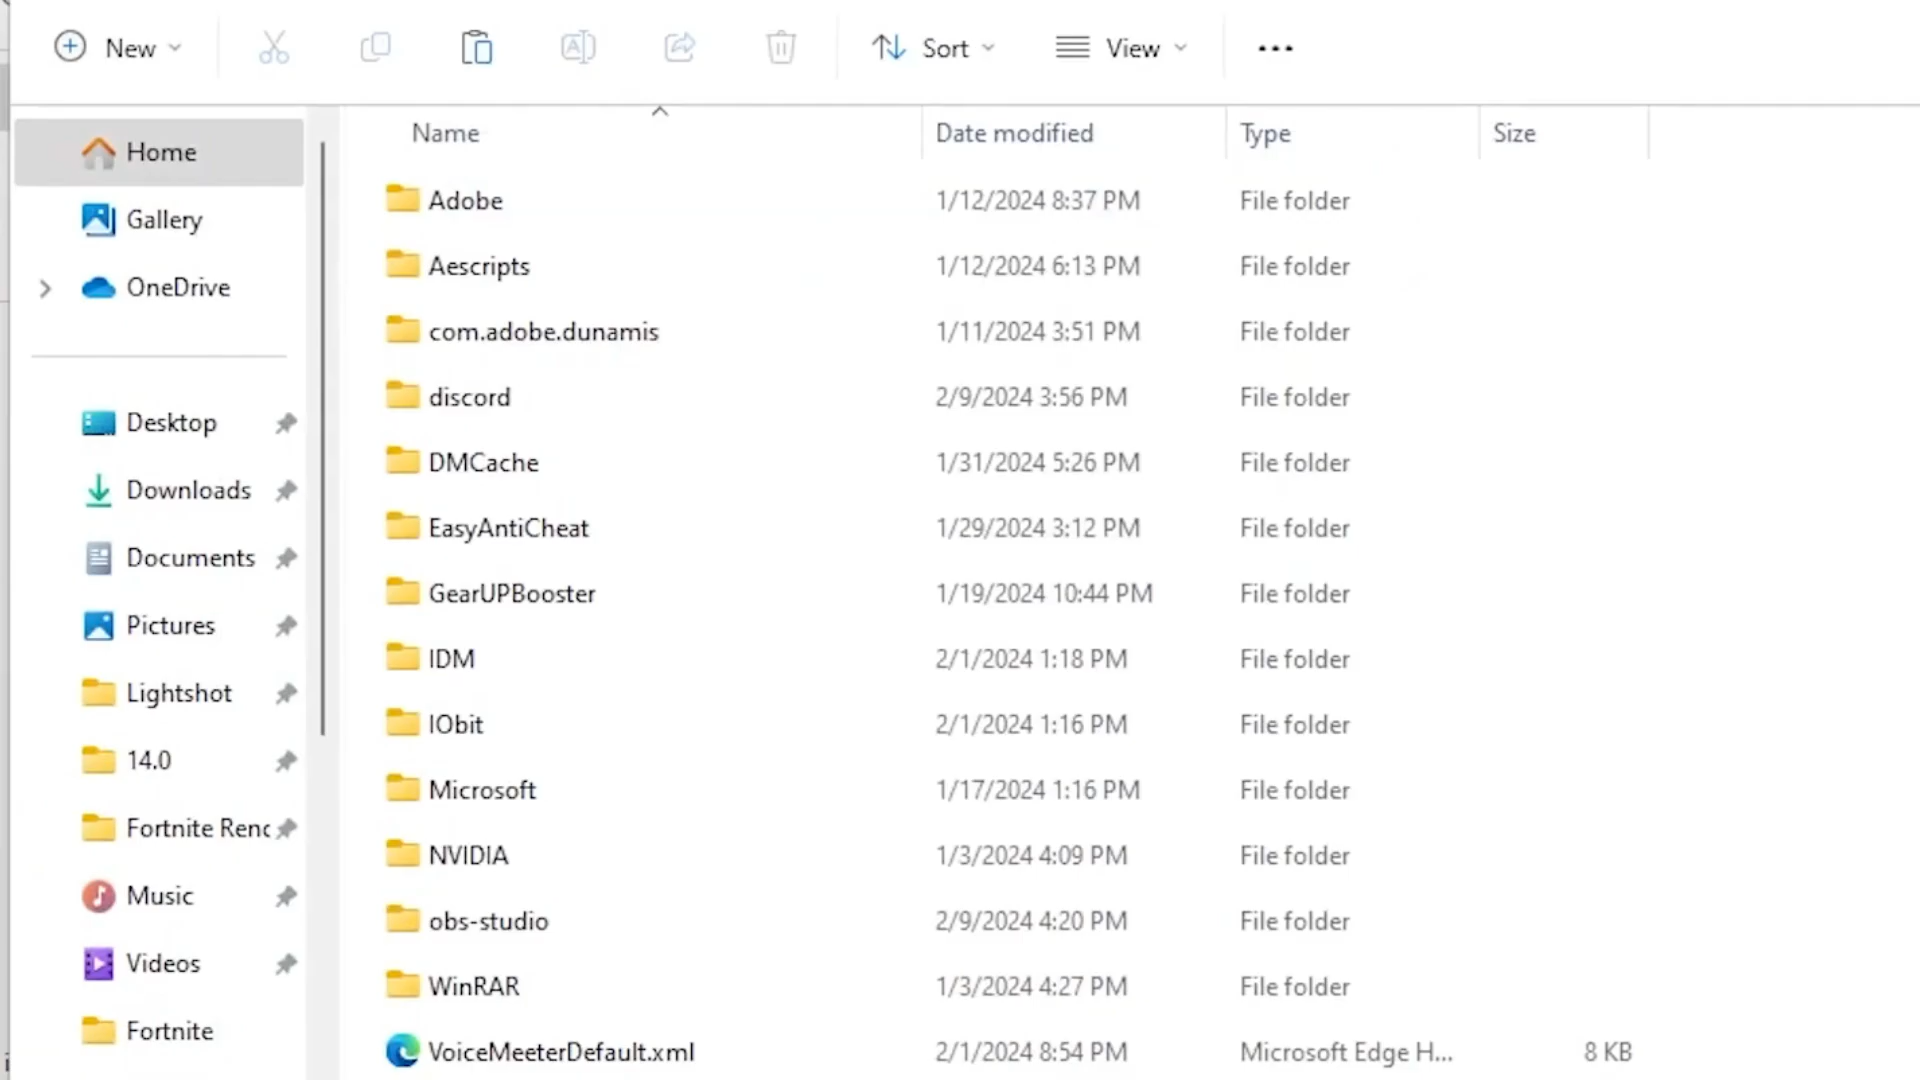 New Sort View
Home
Gallery
OneDrive
Desktop
Downloads
Documents
Pictures
Lightshot
14.0
Fortnite Renc
Music
Videos
Fortnite
Name Date modified Type Size
Adobe 1/12/2024 8:37 PM File folder
Aescripts 1/12/2024 6:13 PM File folder
com.adobe.dunamis 1/11/2024 3:51 PM File folder
discord 2/9/2024 3:56 PM File folder
DMCache 1/31/2024 5:26 PM File folder
EasyAntiCheat 1/29/2024 3:12 PM File folder
GearUPBooster 1/19/2024 10:44 PM File folder
IDM 2/1/2024 1:18 PM File folder
IObit 2/1/2024 1:16 PM File folder
Microsoft 1/17/2024 1:16 PM File folder
NVIDIA 1/3/2024 4:09 PM File folder
obs-studio 2/9/2024 4:20 PM File folder
WinRAR 1/3/2024 4:27 PM File folder
VoiceMeeterDefault.xml 2/1/2024 8:54 PM Microsoft Edge H... 8 KB